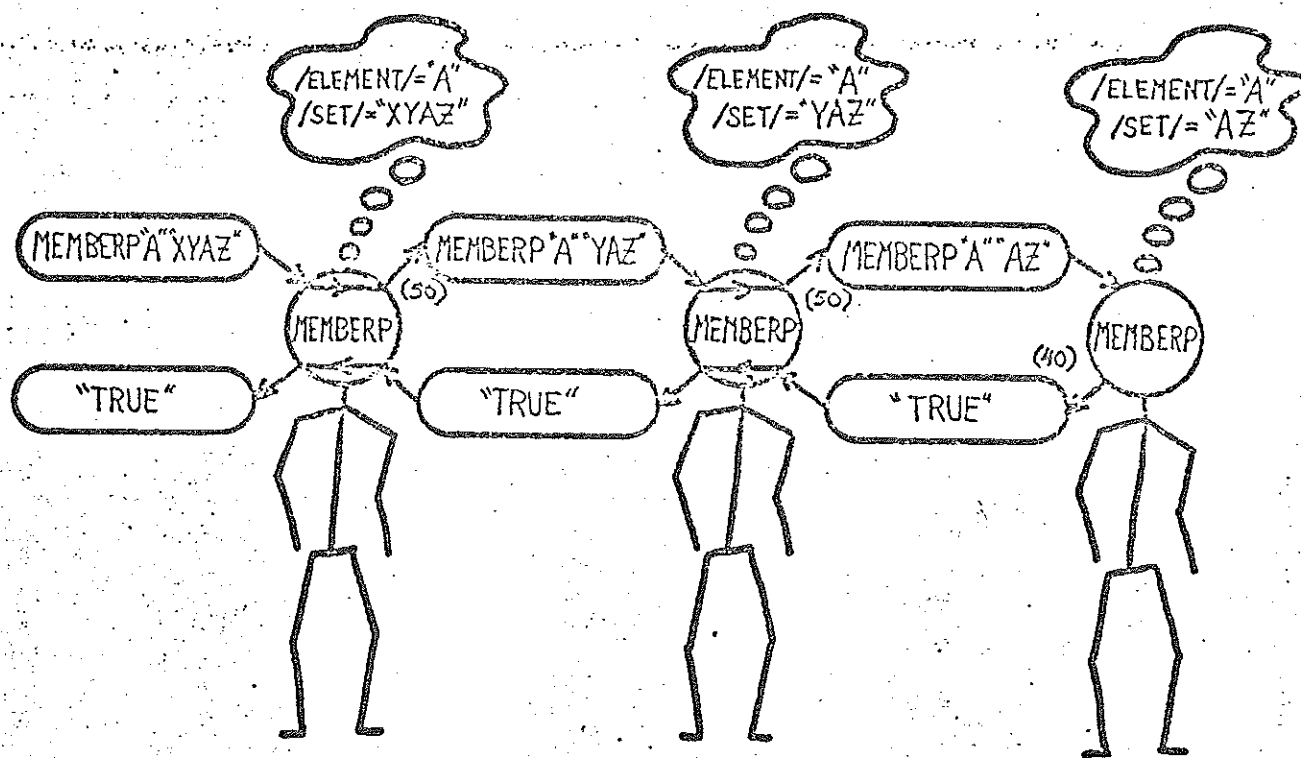 /ELEMENT/="A"
/SET/="XYAZ"
/ELEMENT/="A"
/SET/="YAZ"
/ELEMENT/="A"
/SET/="AZ"
MEMBERP "A" "XYAZ"
MEMBERP "A" "YAZ"
MEMBERP "A" "AZ"
(50)
(50)
MEMBERP
MEMBERP
MEMBERP
(40)
"TRUE"
"TRUE"
"TRUE"